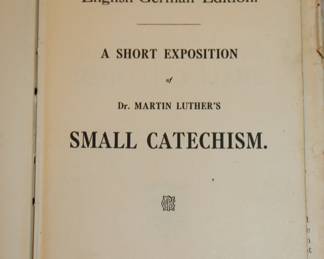 English-German Edition.
A SHORT EXPOSITION
of
Dr. MARTIN LUTHER'S
SMALL CATECHISM.